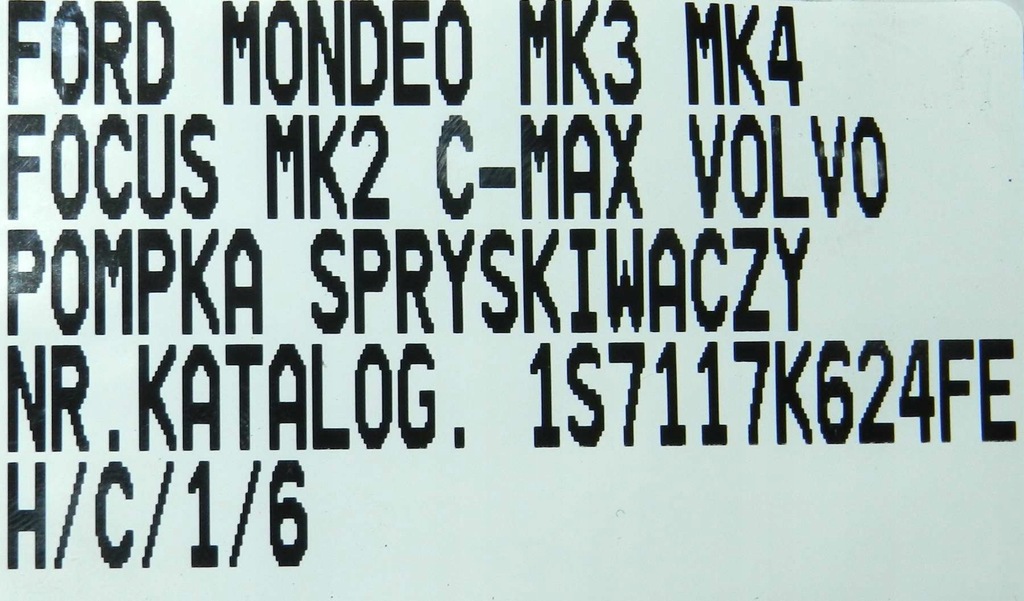 FORD MONDEO MK3 MK4
FOCUS MK2 C-MAX VOLVO
POMPKA SPRYSKIWACZY
NR.KATALOG. 1S7117K624FE
H/C/1/6